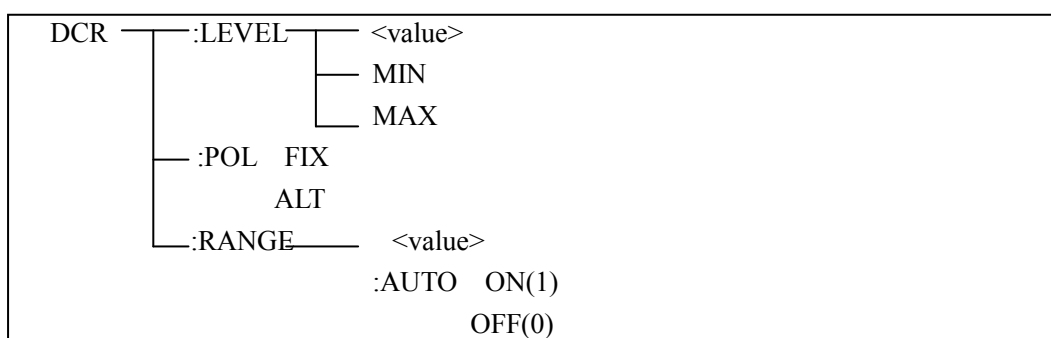 DCR :LEVEL <value>
MIN
MAX
:POL FIX
ALT
:RANGE <value>
:AUTO ON(1)
OFF(0)